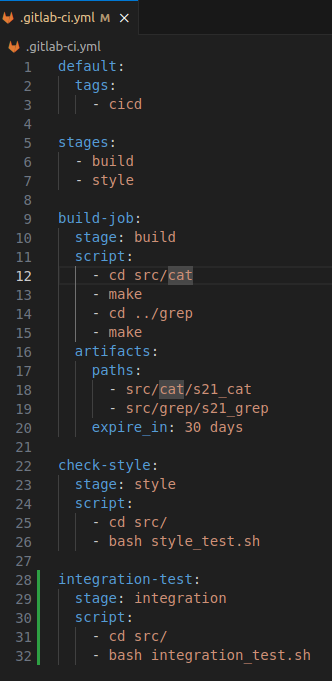 .gitlab-ci.yml M ×
.gitlab-ci.yml
1 default:
2   tags:
3     - cicd
4
5 stages:
6   - build
7   - style
8
9 build-job:
10   stage: build
11   script:
12     - cd src/cat
13     - make
14     - cd ../grep
15     - make
16   artifacts:
17     paths:
18       - src/cat/s21_cat
19       - src/grep/s21_grep
20     expire_in: 30 days
21
22 check-style:
23   stage: style
24   script:
25     - cd src/
26     - bash style_test.sh
27
28 integration-test:
29   stage: integration
30   script:
31     - cd src/
32     - bash integration_test.sh